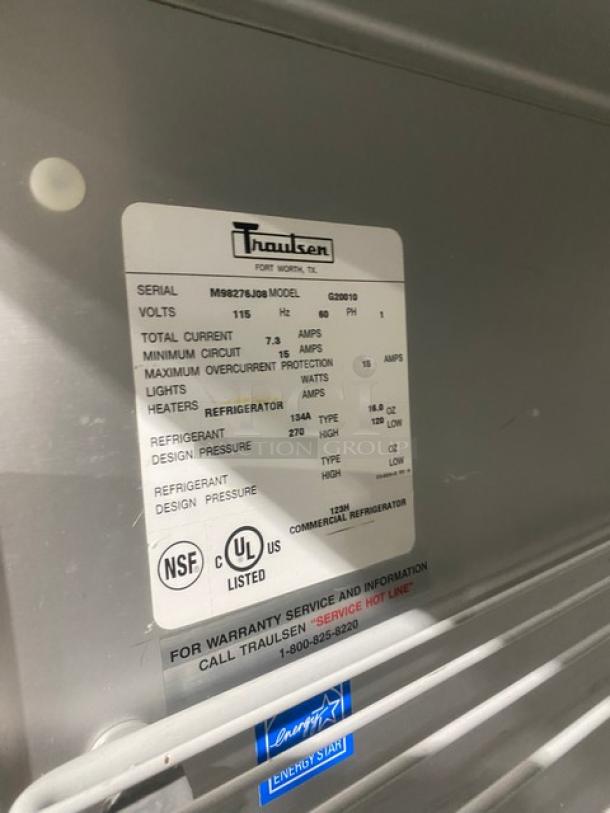 Traulsen
FORT WORTH, TX.
SERIAL M98276J08 MODEL G20010
VOLTS 115 Hz 60 PH 1
TOTAL CURRENT 7.3 AMPS
MINIMUM CIRCUIT 15 AMPS
MAXIMUM OVERCURRENT PROTECTION 15 AMPS
LIGHTS WATTS
HEATERS REFRIGERATOR AMPS
REFRIGERANT 134A TYPE 16.0 OZ
DESIGN PRESSURE 270 HIGH 120 LOW
REFRIGERANT TYPE OZ
DESIGN PRESSURE HIGH LOW
123H
COMMERCIAL REFRIGERATOR
NSF
C UL US
LISTED
FOR WARRANTY SERVICE AND INFORMATION
CALL TRAULSEN "SERVICE HOT LINE"
1-800-825-8220
energy
ENERGY STAR